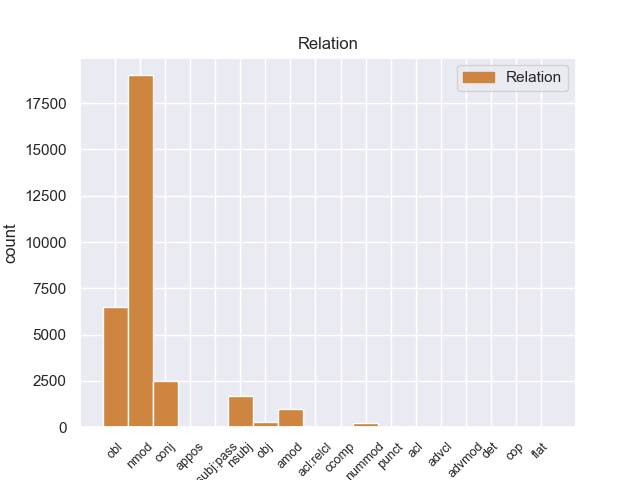 Relation
Relation
17500
15000
12500
10000
7500
5000
2500
0
count
obl
nmod
conj
appos
subj:pass
nsubj
obj
amod
acl:relcl
ccomp
nummod
punct
acl
advcl
advmod
det
cop
flat